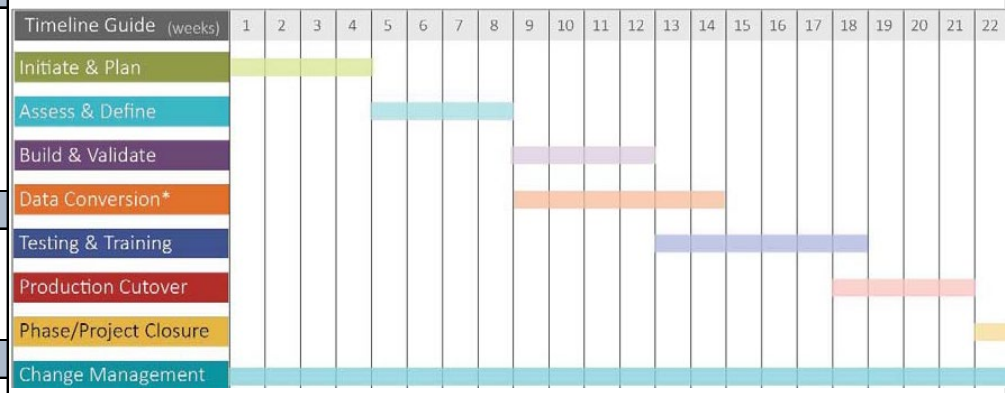 Timeline Guide (weeks) 1 2 3 4 5 6 7 8 9 10 11 12 13 14 15 16 17 18 19 20 21 22
Initiate & Plan
Assess & Define
Build & Validate
Data Conversion*
Testing & Training
Production Cutover
Phase/Project Closure
Change Management